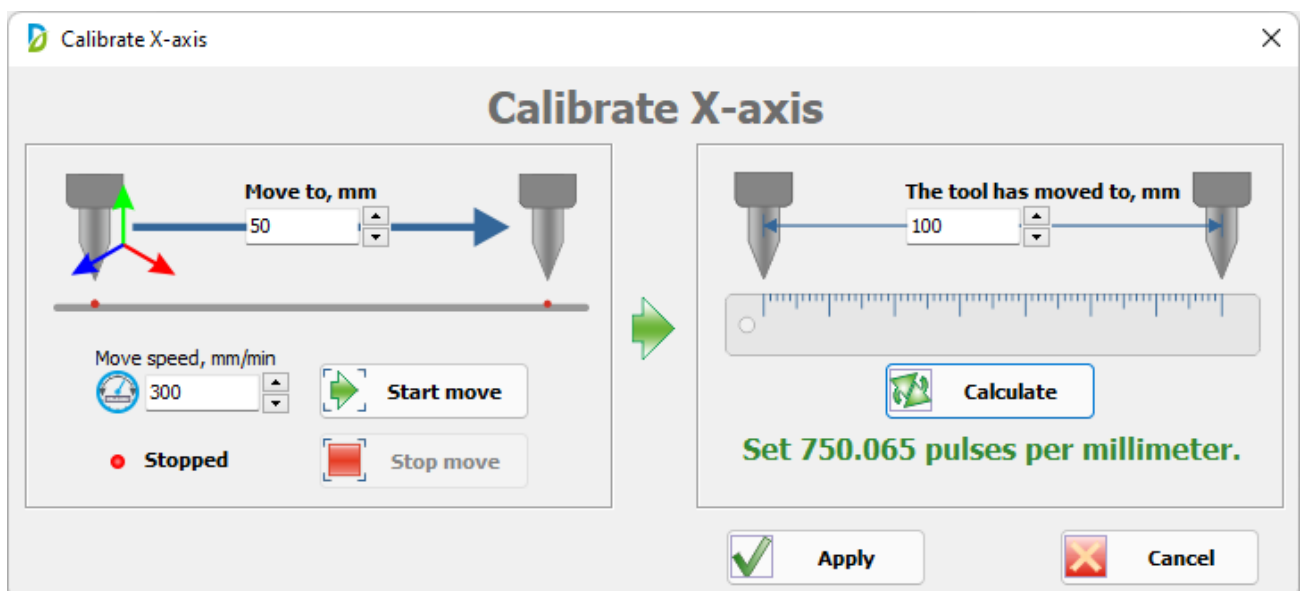 Calibrate X-axis
Calibrate X-axis
Move to, mm
50
Move speed, mm/min
300
Start move
Stopped
Stop move
The tool has moved to, mm
100
Calculate
Set 750.065 pulses per millimeter.
Apply
Cancel